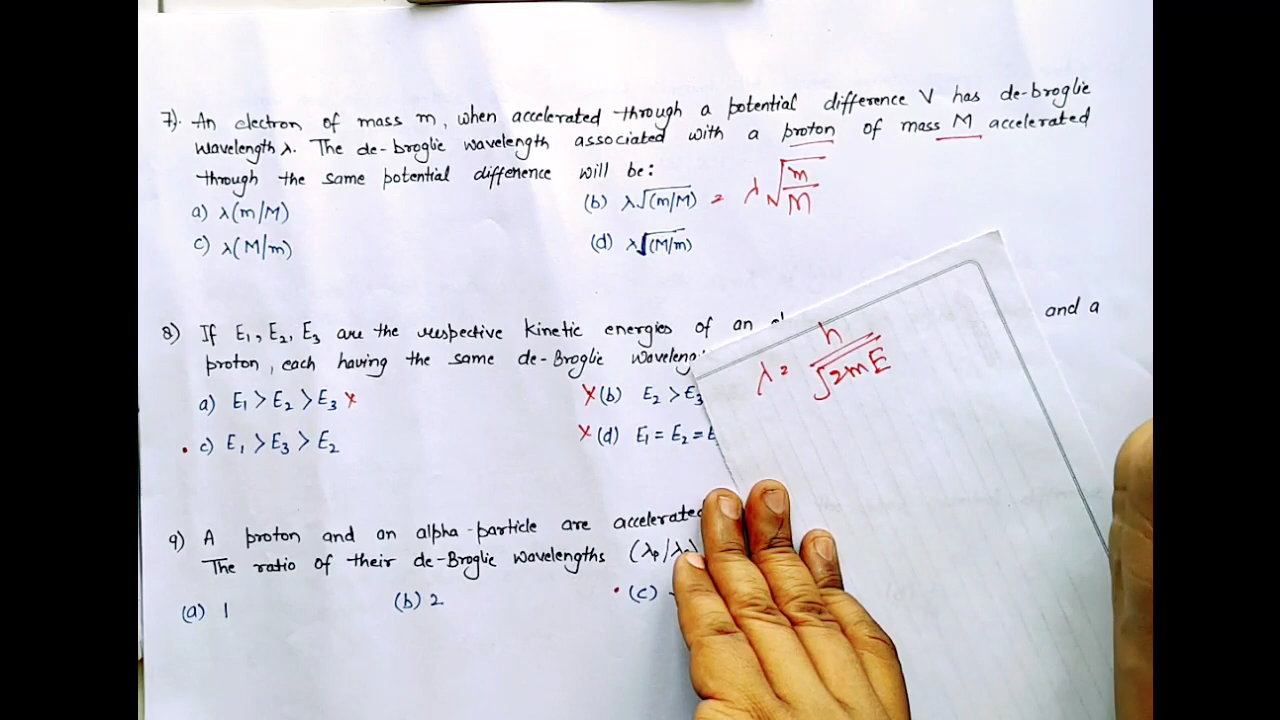 7). An electron of mass m, when accelerated through a potential difference V has de-broglie
wavelength λ. The de-broglie wavelength associated with a proton of mass M accelerated
through the same potential difference will be:
a) λ(m/M)
(b) λ√(m/M) = λ√(m/M)
c) λ(M/m)
(d) λ√(M/m)
8) If E₁, E₂, E₃ are the respective kinetic energies of an and a
proton, each having the same de-Broglie
a) E₁ > E₂ > E₃ x
x (b) E₂ > E₃
• c) E₁ > E₃ > E₂
x (d) E₁ = E₂ =
λ = h/√2mE
9) A proton and an alpha-particle are accelerated
The ratio of their de-Broglie wavelengths
(a) 1
(b) 2
• (c)